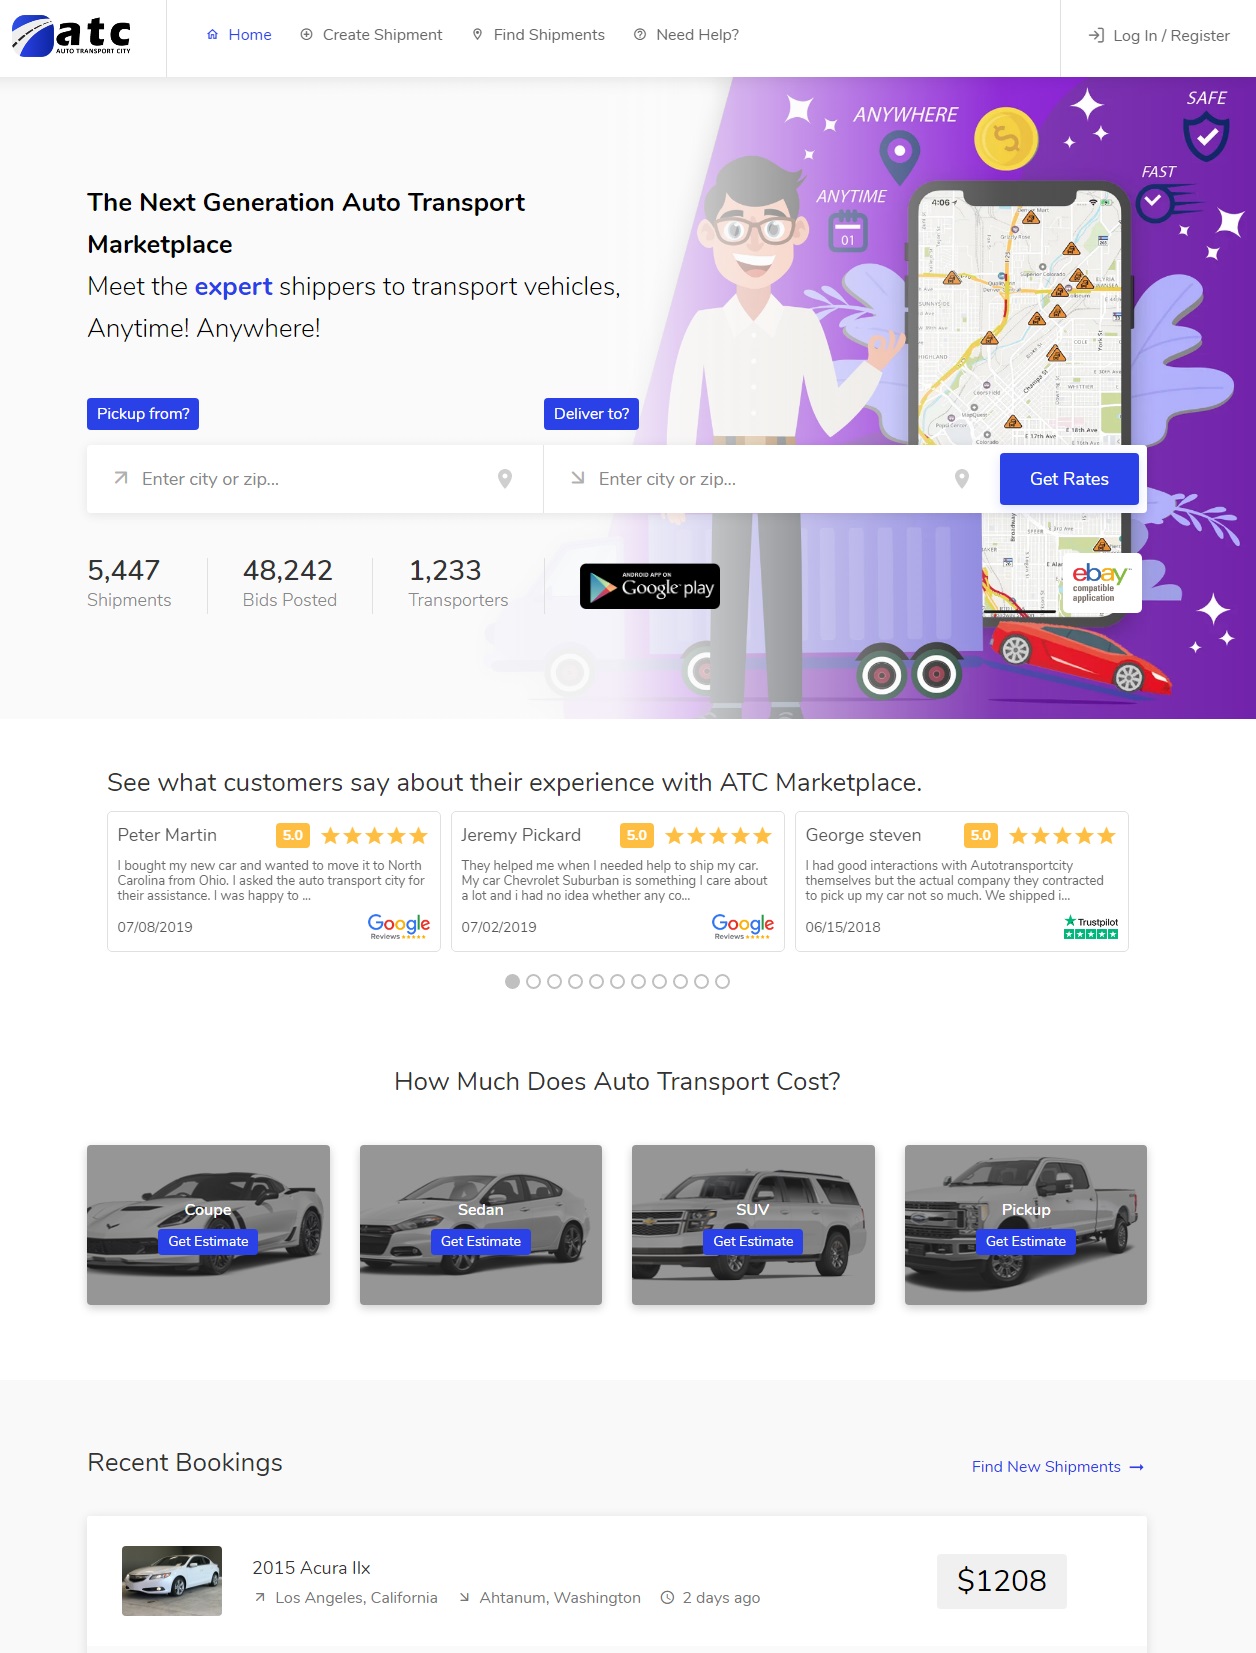 atc
AUTO TRANSPORT CITY
Home
Create Shipment
Find Shipments
Need Help?
Log In / Register
ANYWHERE
SAFE
FAST
ANYTIME
01
4:06
The Next Generation Auto Transport
Marketplace
Meet the expert shippers to transport vehicles,
Anytime! Anywhere!
Pickup from?
Deliver to?
Enter city or zip...
Enter city or zip...
Get Rates
5,447
Shipments
48,242
Bids Posted
1,233
Transporters
ANDROID APP ON
Google play
ebay
compatible
application
See what customers say about their experience with ATC Marketplace.
Peter Martin
5.0
I bought my new car and wanted to move it to North
Carolina from Ohio. I asked the auto transport city for
their assistance. I was happy to ...
07/08/2019
Google
Reviews
Jeremy Pickard
5.0
They helped me when I needed help to ship my car.
My car Chevrolet Suburban is something I care about
a lot and i had no idea whether any co...
07/02/2019
Google
Reviews
George steven
5.0
I had good interactions with Autotransportcity
themselves but the actual company they contracted
to pick up my car not so much. We shipped i...
06/15/2018
Trustpilot
How Much Does Auto Transport Cost?
Coupe
Get Estimate
Sedan
Get Estimate
SUV
Get Estimate
Pickup
Get Estimate
Recent Bookings
Find New Shipments
2015 Acura Ilx
Los Angeles, California
Ahtanum, Washington
2 days ago
$1208